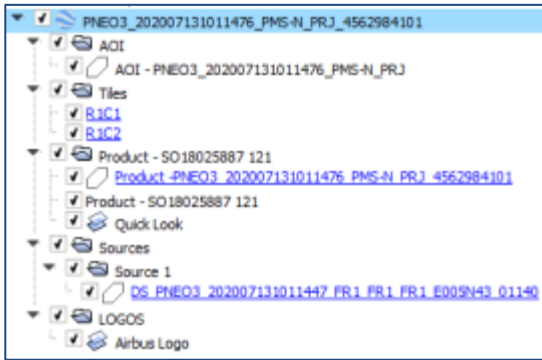 PNEO3_202007131011476_PMS-N_PRJ_4562984101
AOI
AOI - PNEO3_202007131011476_PMS-N_PRJ
Tiles
R1C1
R1C2
Product - SO18025887 121
Product -PNEO3_202007131011476_PMS-N_PRJ_4562984101
Product - SO18025887 121
Quick Look
Sources
Source 1
DS_PNEO3_202007131011447_FR1_FR1_FR1_E005N43_01140
LOGOS
Airbus Logo